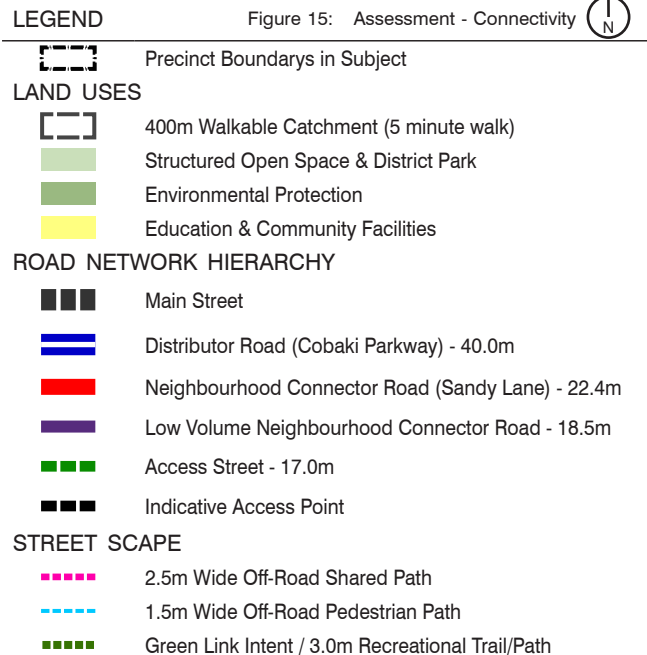 LEGEND Figure 15: Assessment - Connectivity N
Precinct Boundarys in Subject
LAND USES
400m Walkable Catchment (5 minute walk)
Structured Open Space & District Park
Environmental Protection
Education & Community Facilities
ROAD NETWORK HIERARCHY
Main Street
Distributor Road (Cobaki Parkway) - 40.0m
Neighbourhood Connector Road (Sandy Lane) - 22.4m
Low Volume Neighbourhood Connector Road - 18.5m
Access Street - 17.0m
Indicative Access Point
STREET SCAPE
2.5m Wide Off-Road Shared Path
1.5m Wide Off-Road Pedestrian Path
Green Link Intent / 3.0m Recreational Trail/Path